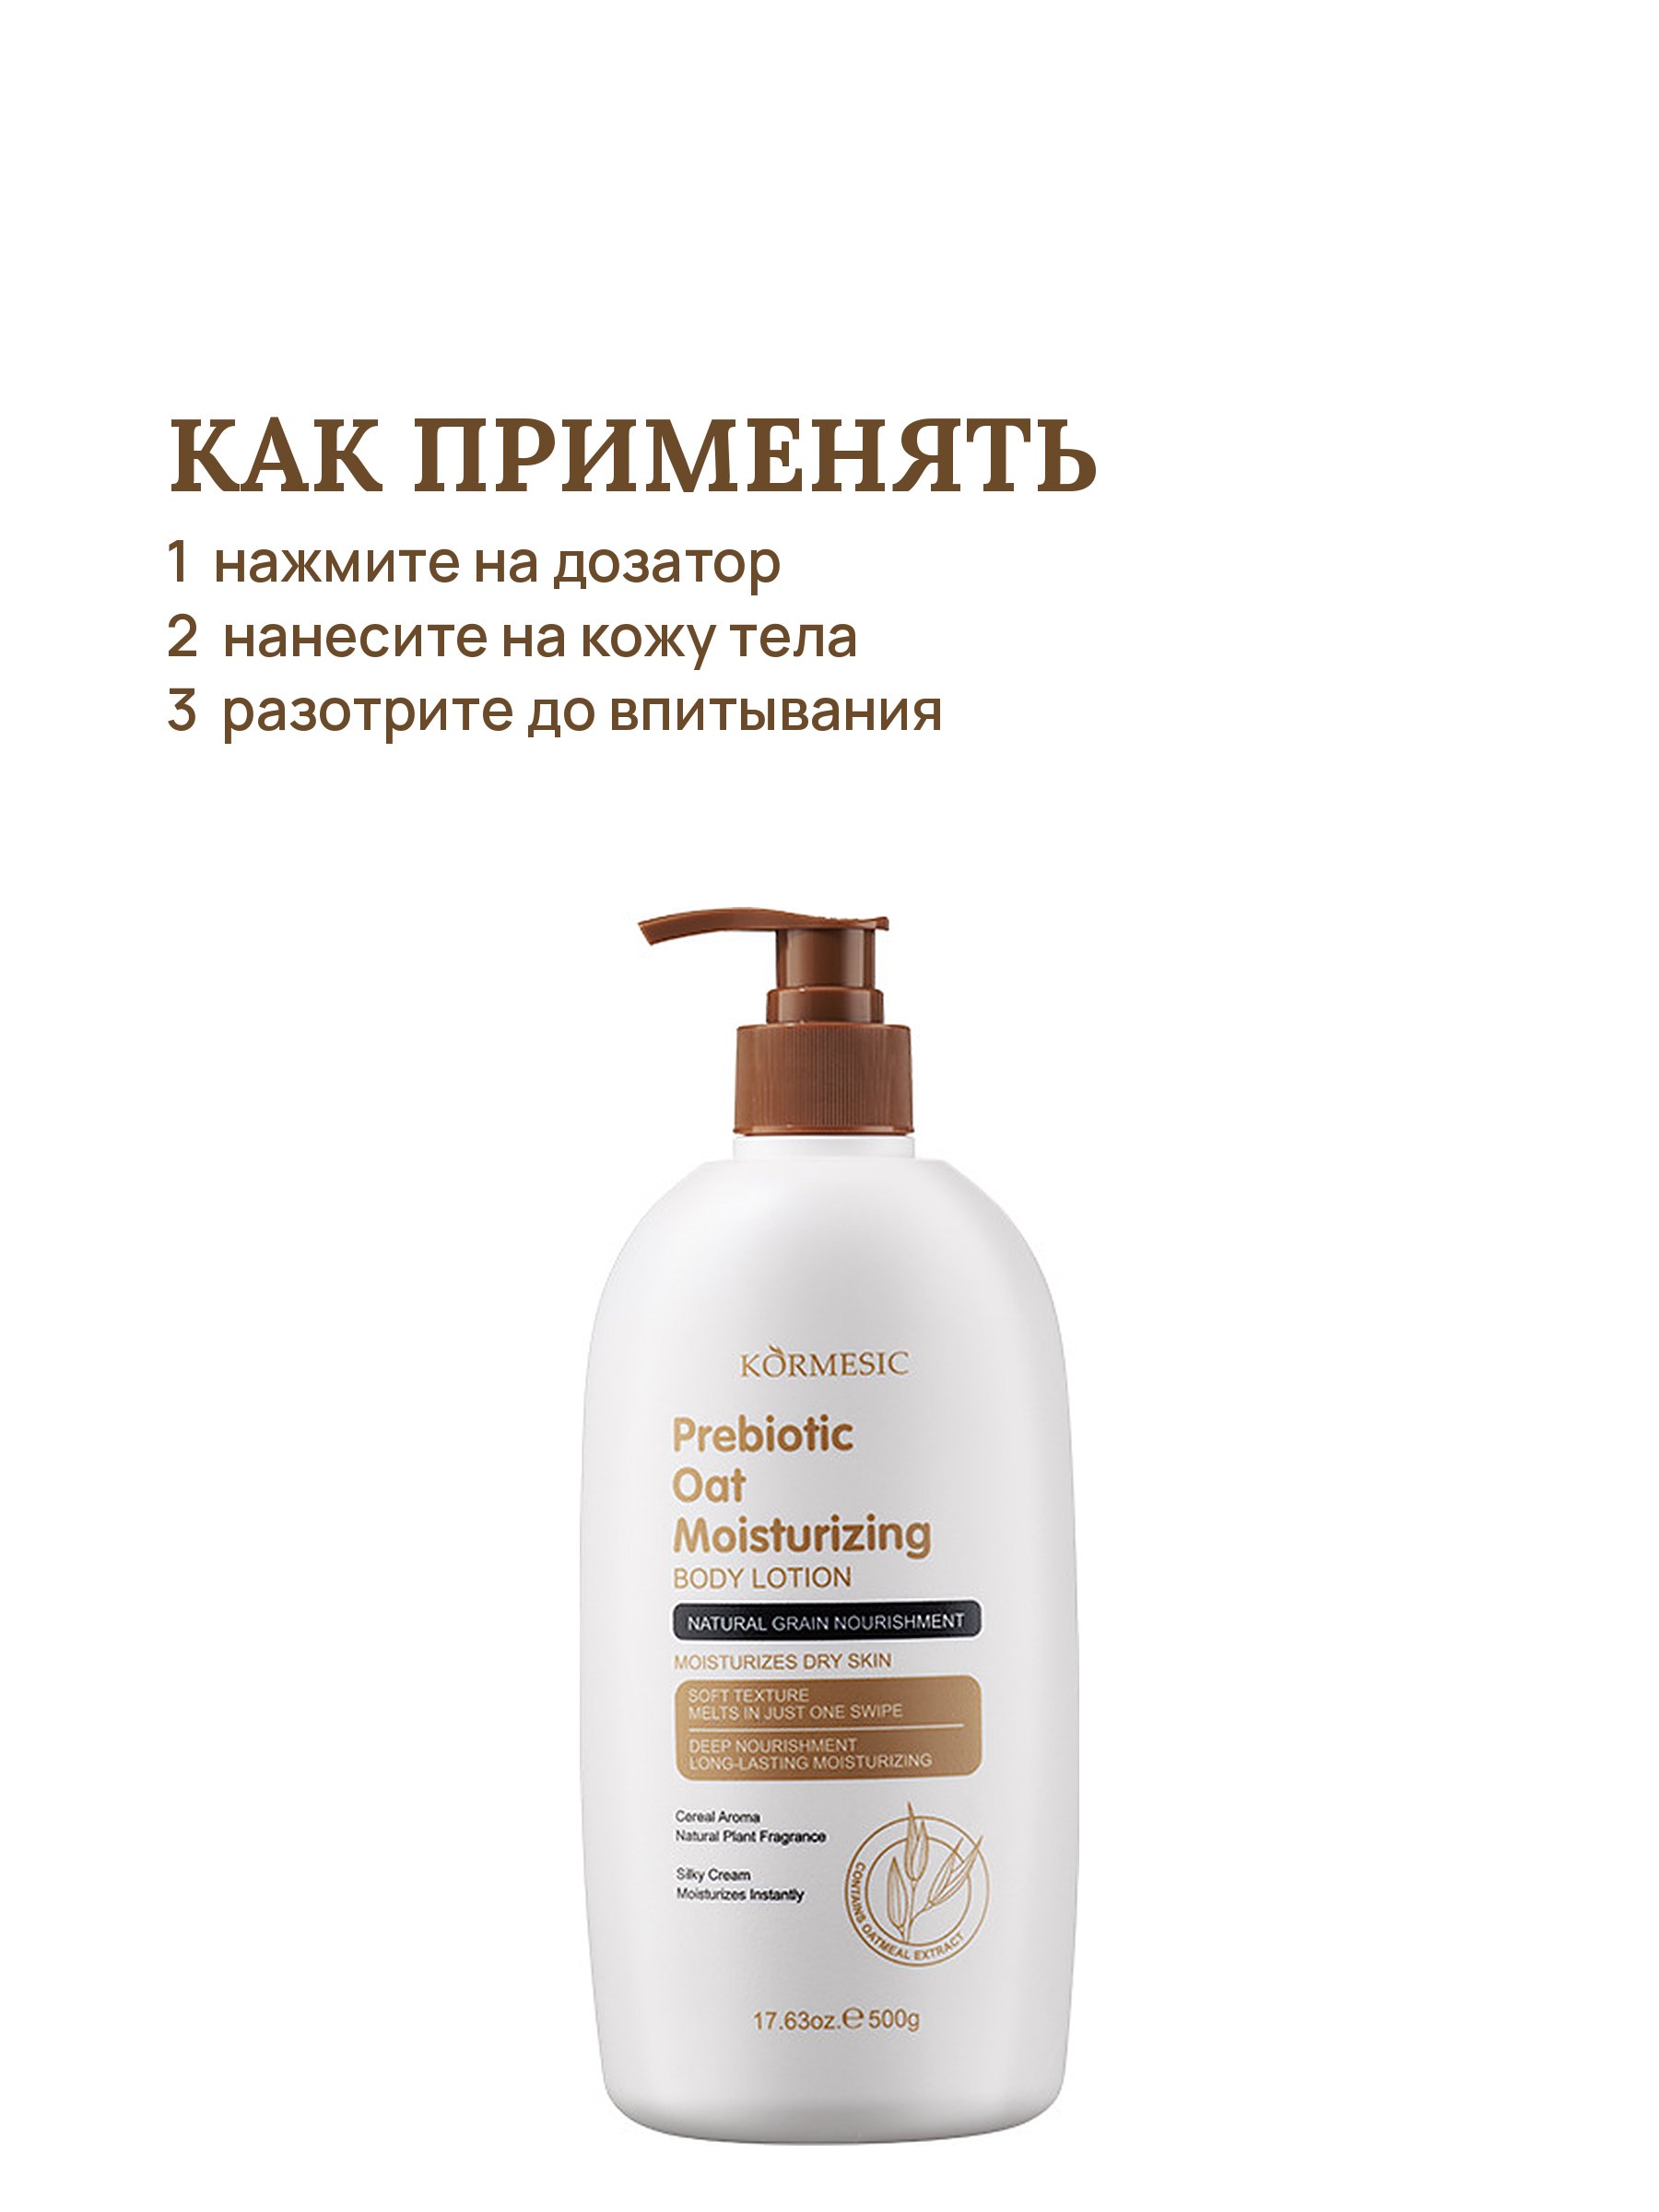 КАК ПРИМЕНЯТЬ
1 нажмите на дозатор
2 нанесите на кожу тела
3 разотрите до впитывания
KORMESIC
Prebiotic
Oat
Moisturizing
BODY LOTION
NATURAL GRAIN NOURISHMENT
MOISTURIZES DRY SKIN
SOFT TEXTURE
MELTS IN JUST ONE SWIPE
DEEP NOURISHMENT
LONG-LASTING MOISTURIZING
Cereal Aroma
Natural Plant Fragrance
Silky Cream
Moisturizes Instantly
CONTAINS OATMEAL EXTRACT
17.63oz.℮500g